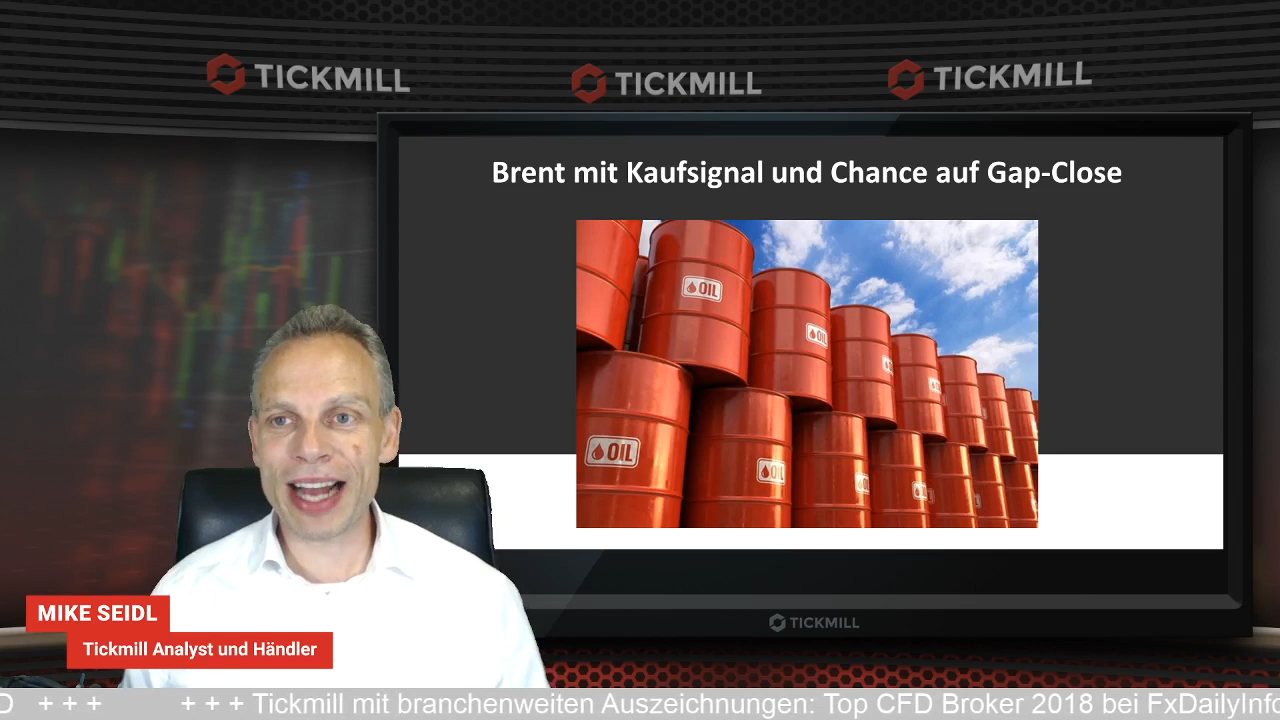 TICKMILL
TICKMILL
TICKMILL
Brent mit Kaufsignal und Chance auf Gap-Close
OIL
OIL
OIL
OIL
MIKE SEIDL
Tickmill Analyst und Händler
TICKMILL
D + + + + + + Tickmill mit branchenweiten Auszeichnungen: Top CFD Broker 2018 bei FxDailyInfo